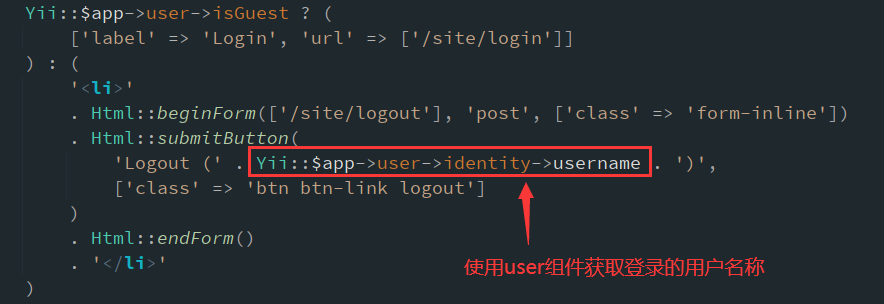 Yii::$app->user->isGuest ? (
['label' => 'Login', 'url' => ['/site/login']]
) : (
'<li>'
. Html::beginForm(['/site/logout'], 'post', ['class' => 'form-inline'])
. Html::submitButton(
'Logout (' . Yii::$app->user->identity->username . ')',
['class' => 'btn btn-link logout']
)
. Html::endForm()
. '</li>'
)
使用user组件获取登录的用户名称